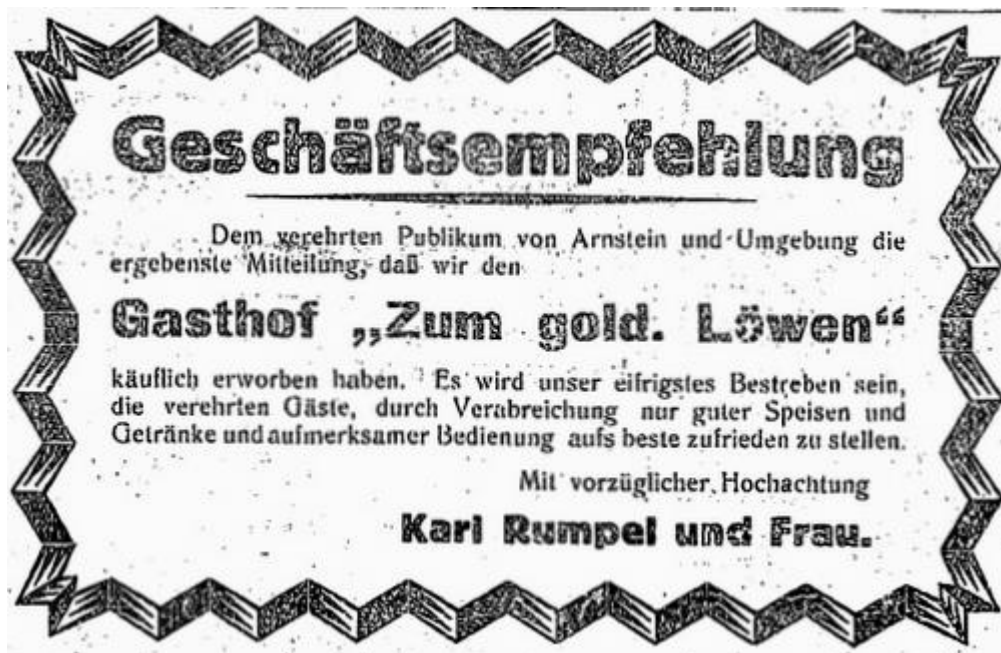 Geschäftsempfehlung
Dem verehrten Publikum von Arnstein und Umgebung die
ergebenste Mitteilung, daß wir den
Gasthof „Zum gold. Löwen“
käuflich erworben haben. Es wird unser eifrigstes Bestreben sein,
die verehrten Gäste, durch Verabreichung nur guter Speisen und
Getränke und aufmerksamer Bedienung aufs beste zufrieden zu stellen.
Mit vorzüglicher Hochachtung
Karl Rumpel und Frau.